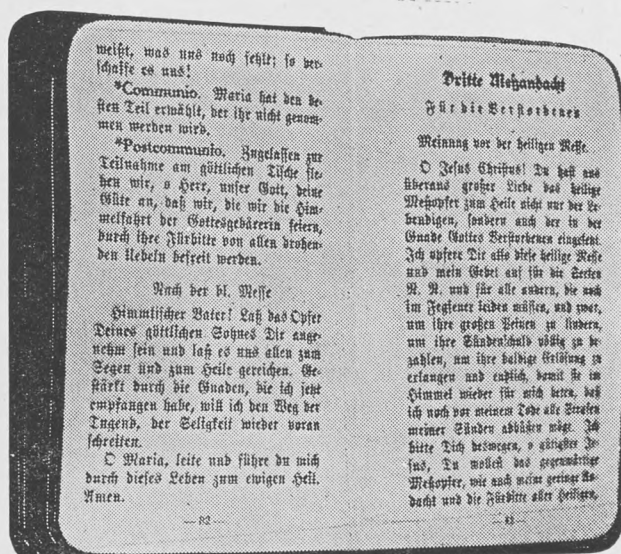 weißt, was uns noch fehlt; so ver-
schaffe es uns!
*Communio. Maria hat den be-
sten Teil erwählt, der ihr nicht genom-
men werden wird.
*Postcommunio. Zugelassen zur
Teilnahme am göttlichen Tische fle-
hen wir, o Herr, unser Gott, deine
Güte an, daß wir, die wir die Him-
melfahrt der Gottesgebärerin feiern,
durch ihre Fürbitte von allen drohen-
den Uebeln befreit werden.
Nach der hl. Messe
Himmlischer Vater! Laß das Opfer
Deines göttlichen Sohnes Dir ange-
nehm sein und laß es uns allen zum
Segen und zum Heile gereichen. Ge-
stärkt durch die Gnaden, die ich jetzt
empfangen habe, will ich den Weg der
Tugend, der Seligkeit wieder voran
schreiten.
O Maria, leite und führe du mich
durch dieses Leben zum ewigen Heil.
Amen.
— 82 —
Dritte Meßandacht
Für die Verstorbenen
Meinung vor der heiligen Messe.
O Jesus Christus! Du hast aus
überaus großer Liebe das heilige
Meßopfer zum Heile nicht nur der Le-
bendigen, sondern auch der in der
Gnade Gottes Verstorbenen eingesetzt.
Ich opfere Dir also diese heilige Messe
und mein Gebet auf für die Seelen
N. N. und für alle andern, die noch
im Fegfeuer leiden müssen, und zwar,
um ihre großen Peinen zu lindern,
um ihre Sündenschuld völlig zu be-
zahlen, um ihre baldige Erlösung zu
erlangen und endlich, damit sie im
Himmel wieder für mich beten, daß
ich noch vor meinem Tode alle Strafen
meiner Sünden abbüßen möge. Ich
bitte Dich deswegen, o gütigster Je-
sus, Du wollest das gegenwärtige
Meßopfer, wie auch meine geringe An-
dacht und die Fürbitte aller Heiligen,